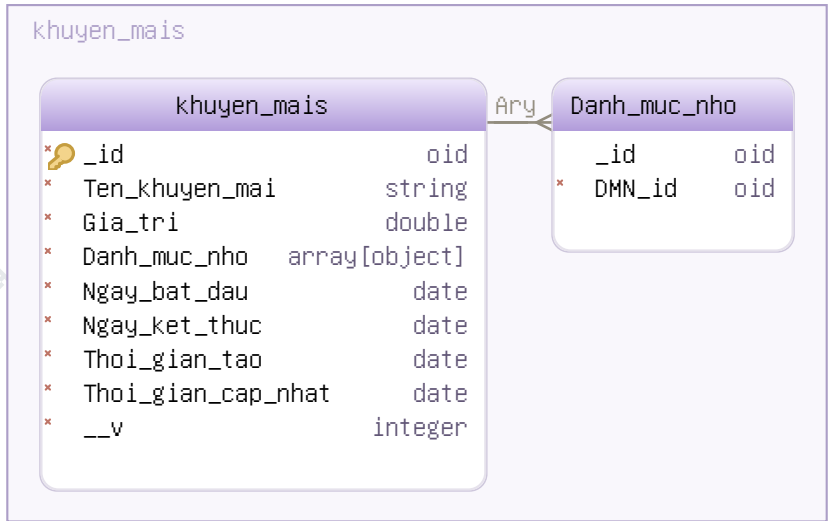 khuyen_mais
khuyen_mais
_id oid
Ten_khuyen_mai string
Gia_tri double
Danh_muc_nho array[object]
Ngay_bat_dau date
Ngay_ket_thuc date
Thoi_gian_tao date
Thoi_gian_cap_nhat date
__v integer
Ary
Danh_muc_nho
_id oid
DMN_id oid